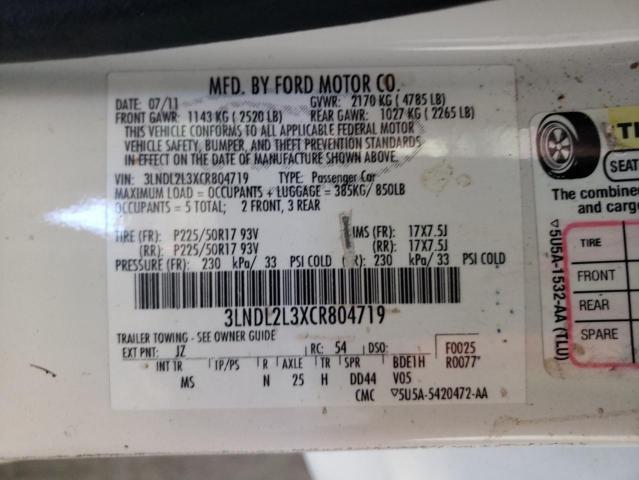 MFD. BY FORD MOTOR CO.
DATE: 07/11 GVWR: 2170 KG ( 4785 LB)
FRONT GAWR: 1143 KG ( 2520 LB) REAR GAWR: 1027 KG ( 2265 LB)
THIS VEHICLE CONFORMS TO ALL APPLICABLE FEDERAL MOTOR
VEHICLE SAFETY, BUMPER, AND THEFT PREVENTION STANDARDS
IN EFFECT ON THE DATE OF MANUFACTURE SHOWN ABOVE.
VIN: 3LNDL2L3XCR804719 TYPE: Passenger Car
MAXIMUM LOAD = OCCUPANTS + LUGGAGE = 385KG/ 850LB
OCCUPANTS = 5 TOTAL; 2 FRONT, 3 REAR
TIRE (FR): P225/50R17 93V IMS (FR): 17X7.5J
(RR): P225/50R17 93V (RR): 17X7.5J
PRESSURE (FR): 230 kPa/ 33 PSI COLD (RR): 230 kPa/ 33 PSI COLD
3LNDL2L3XCR804719
TRAILER TOWING - SEE OWNER GUIDE
EXT PNT: JZ RC: 54 DSO: F0025
INT TR TP/PS R AXLE TR SPR BDE1H R0077*
MS N 25 H DD44 V05
CMC ▽5U5A-5420472-AA
▽5U5A-1532-AA (TLU)
SEAT
The combine
and cargo
TIRE
FRONT
REAR
SPARE